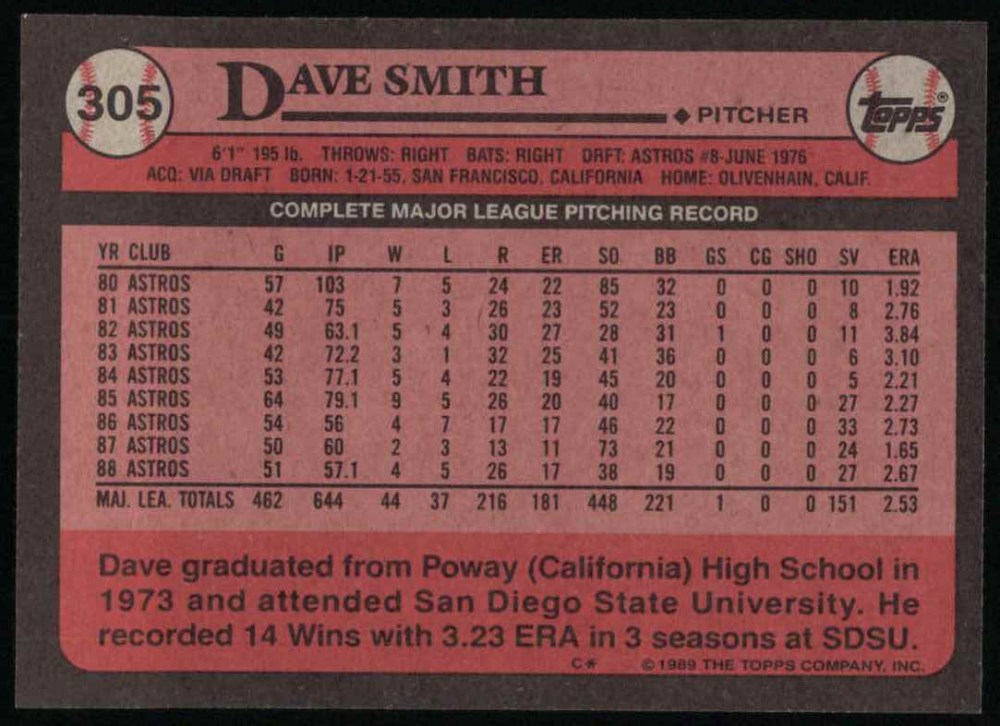 305
DAVE SMITH
◆ PITCHER
Topps®
6'1" 195 lb. THROWS: RIGHT BATS: RIGHT DRFT: ASTROS #8-JUNE 1976
ACQ: VIA DRAFT BORN: 1-21-55, SAN FRANCISCO, CALIFORNIA HOME: OLIVENHAIN, CALIF.
COMPLETE MAJOR LEAGUE PITCHING RECORD
YR CLUB G IP W L R ER SO BB GS CG SHO SV ERA
80 ASTROS 57 103 7 5 24 22 85 32 0 0 0 10 1.92
81 ASTROS 42 75 5 3 26 23 52 23 0 0 0 8 2.76
82 ASTROS 49 63.1 5 4 30 27 28 31 1 0 0 11 3.84
83 ASTROS 42 72.2 3 1 32 25 41 36 0 0 0 6 3.10
84 ASTROS 53 77.1 5 4 22 19 45 20 0 0 0 5 2.21
85 ASTROS 64 79.1 9 5 26 20 40 17 0 0 0 27 2.27
86 ASTROS 54 56 4 7 17 17 46 22 0 0 0 33 2.73
87 ASTROS 50 60 2 3 13 11 73 21 0 0 0 24 1.65
88 ASTROS 51 57.1 4 5 26 17 38 19 0 0 0 27 2.67
MAJ. LEA. TOTALS 462 644 44 37 216 181 448 221 1 0 0 151 2.53
Dave graduated from Poway (California) High School in
1973 and attended San Diego State University. He
recorded 14 Wins with 3.23 ERA in 3 seasons at SDSU.
C* © 1989 THE TOPPS COMPANY, INC.